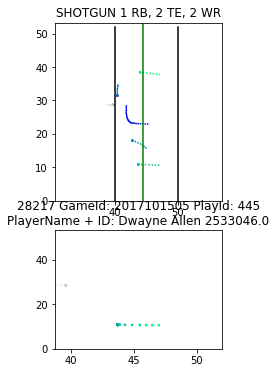 SHOTGUN 1 RB, 2 TE, 2 WR
50
40
30
20
10
0
40 50
2821 / GameId: 2017101505 PlayId: 445
PlayerName + ID: Dwayne Allen 2533046.0
40
20
0
40 45 50